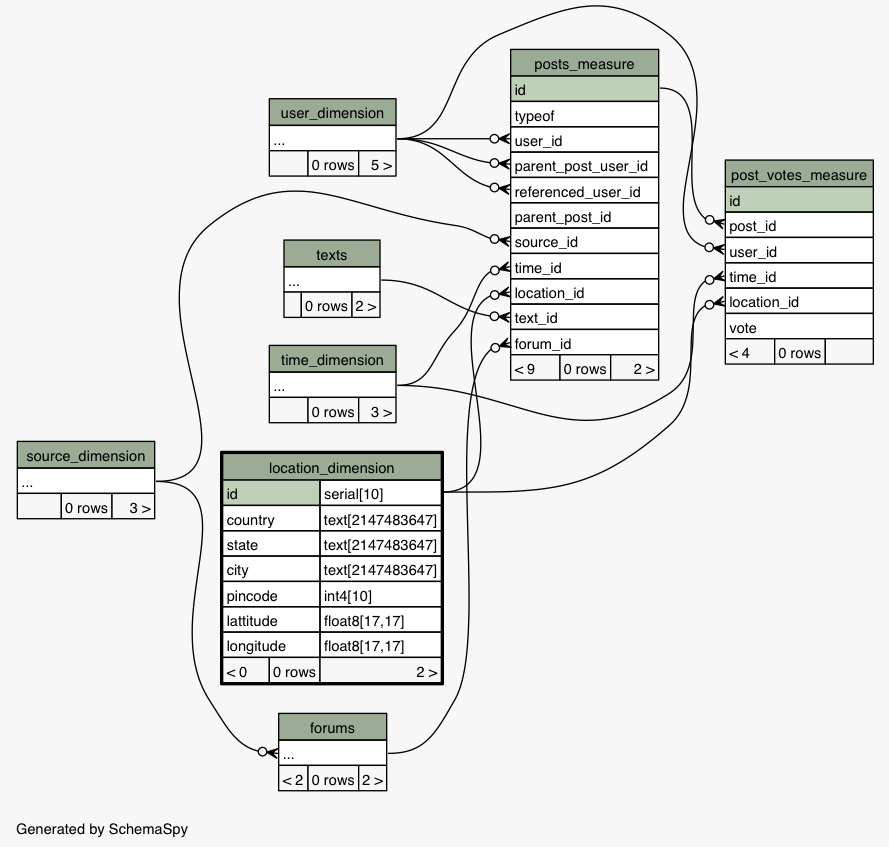 posts_measure
id
typeof
user_id
parent_post_user_id
referenced_user_id
parent_post_id
source_id
time_id
location_id
text_id
forum_id
< 9 0 rows 2 >
user_dimension
...
0 rows 5 >
post_votes_measure
id
post_id
user_id
time_id
location_id
vote
< 4 0 rows
texts
...
0 rows 2 >
time_dimension
...
0 rows 3 >
source_dimension
...
0 rows 3 >
location_dimension
id serial[10]
country text[2147483647]
state text[2147483647]
city text[2147483647]
pincode int4[10]
lattitude float8[17,17]
longitude float8[17,17]
< 0 0 rows 2 >
forums
...
< 2 0 rows 2 >
Generated by SchemaSpy